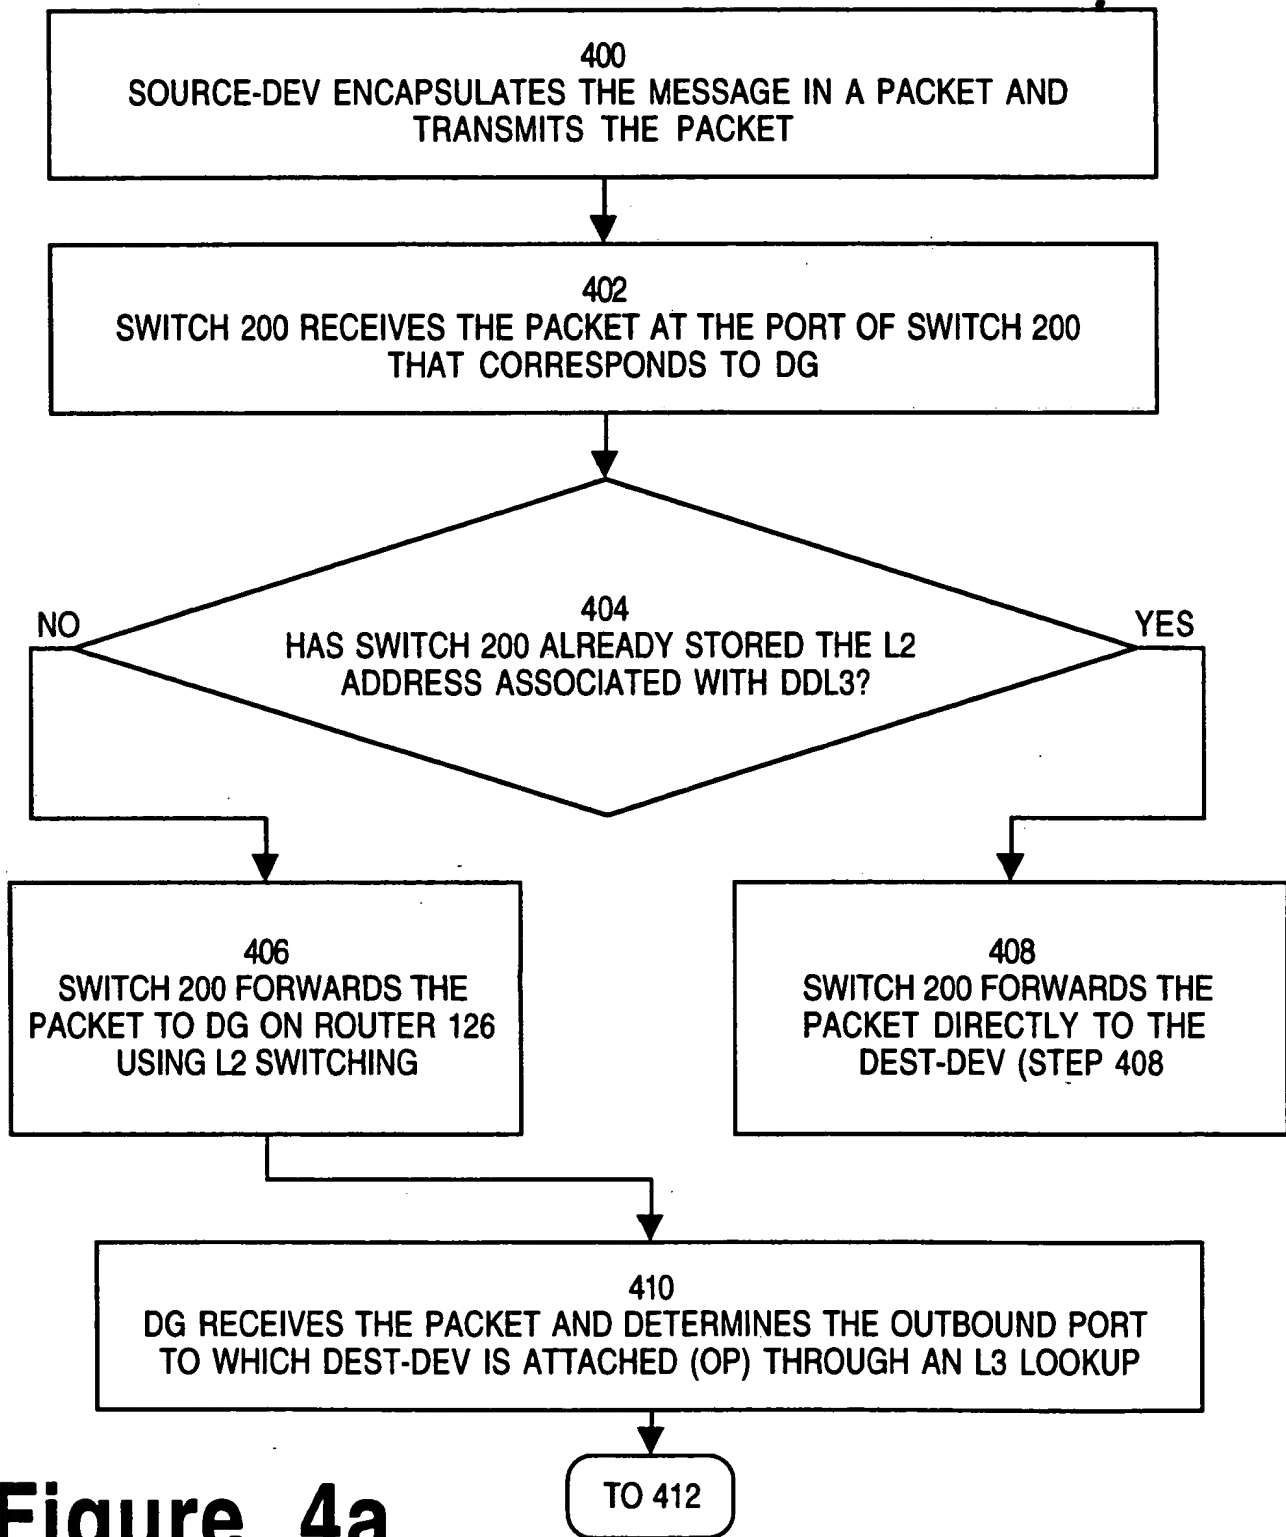 400
SOURCE-DEV ENCAPSULATES THE MESSAGE IN A PACKET AND
TRANSMITS THE PACKET
402
SWITCH 200 RECEIVES THE PACKET AT THE PORT OF SWITCH 200
THAT CORRESPONDS TO DG
404
HAS SWITCH 200 ALREADY STORED THE L2
ADDRESS ASSOCIATED WITH DDL3?
NO
YES
406
SWITCH 200 FORWARDS THE
PACKET TO DG ON ROUTER 126
USING L2 SWITCHING
408
SWITCH 200 FORWARDS THE
PACKET DIRECTLY TO THE
DEST-DEV (STEP 408
410
DG RECEIVES THE PACKET AND DETERMINES THE OUTBOUND PORT
TO WHICH DEST-DEV IS ATTACHED (OP) THROUGH AN L3 LOOKUP
TO 412
Figure 4a